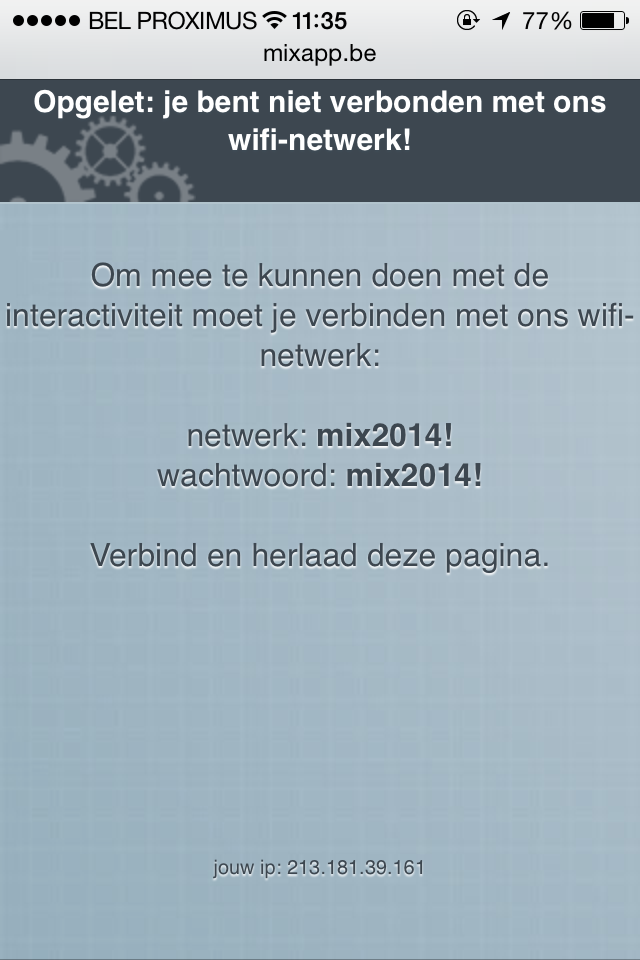 BEL PROXIMUS 11:35 77%
mixapp.be
Opgelet: je bent niet verbonden met ons
wifi-netwerk!
Om mee te kunnen doen met de
interactiviteit moet je verbinden met ons wifi-
netwerk:
netwerk: mix2014!
wachtwoord: mix2014!
Verbind en herlaad deze pagina.
jouw ip: 213.181.39.161